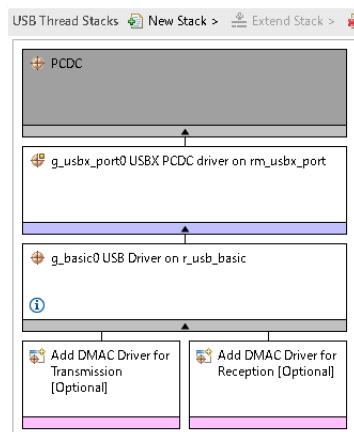 USB Thread Stacks New Stack > Extend Stack >
PCDC
g_usbx_port0 USBX PCDC driver on rm_usbx_port
g_basic0 USB Driver on r_usb_basic
Add DMAC Driver for
Transmission
[Optional]
Add DMAC Driver for
Reception [Optional]